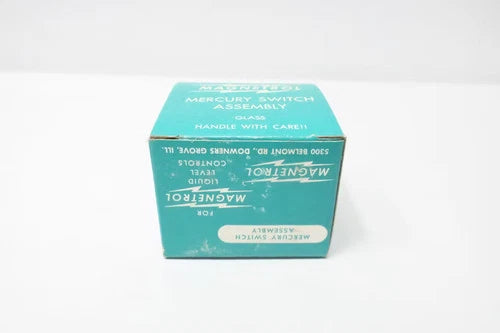 MAGNETROL
MERCURY SWITCH
ASSEMBLY
GLASS
HANDLE WITH CARE!!
MERCURY SWITCH
ASSEMBLY
FOR
MAGNETROL
LIQUID
LEVEL
CONTROLS
MAGNETROL
5300 BELMONT RD., DOWNERS GROVE, ILL.